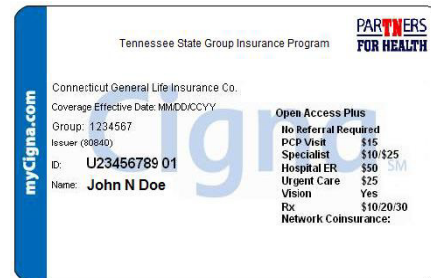 PARTNERS
FOR HEALTH
Tennessee State Group Insurance Program
myCigna.com
Cigna
SM
Connecticut General Life Insurance Co.
Coverage Effective Date: MM/DD/CCYY
Group: 1234567
Issuer (80840)
ID: U23456789 01
Name: John N Doe
Open Access Plus
No Referral Required
PCP Visit $15
Specialist $10/$25
Hospital ER $50
Urgent Care $25
Vision Yes
Rx $10/20/30
Network Coinsurance: